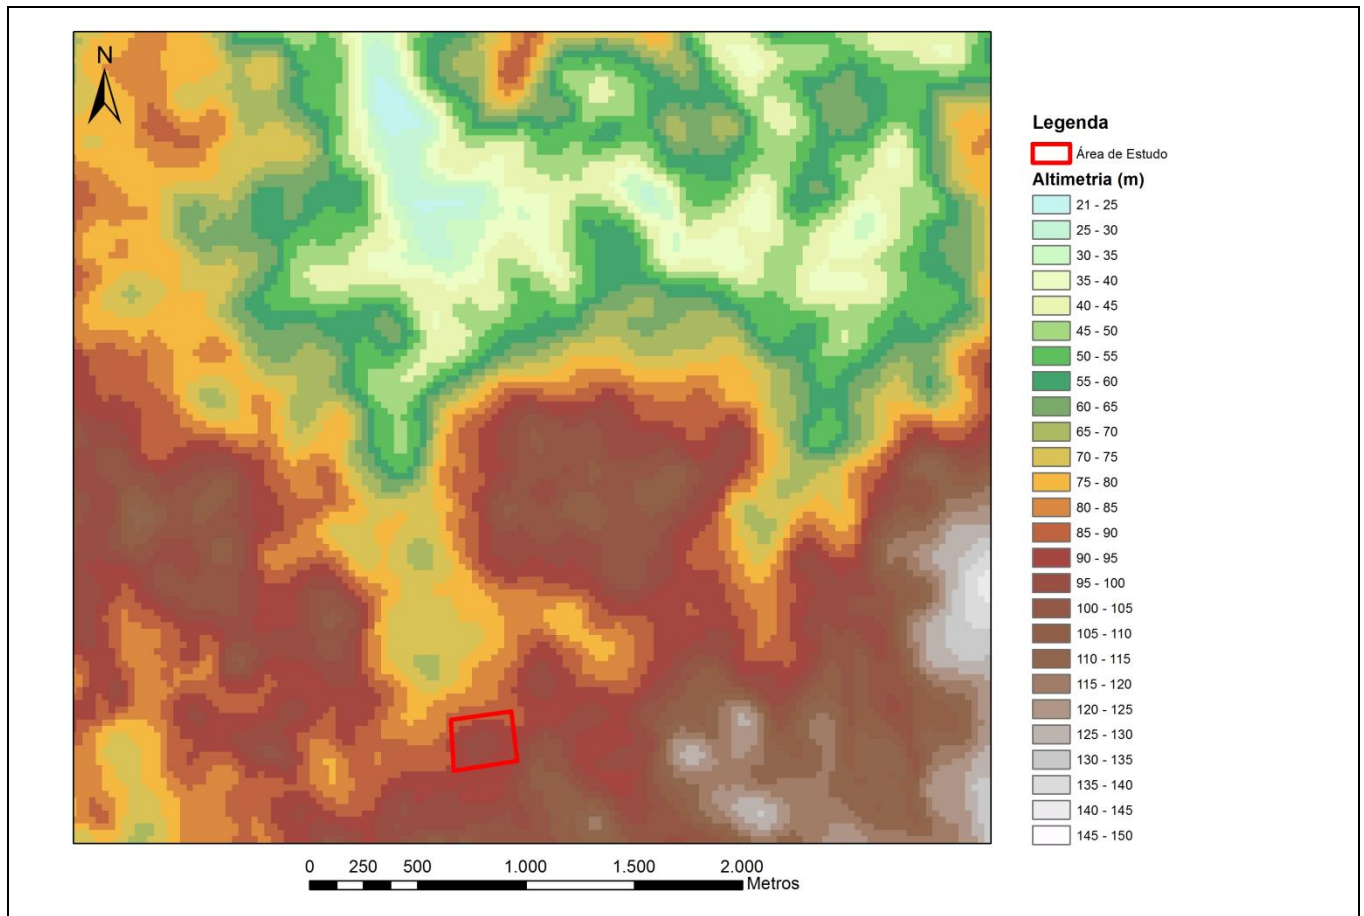 N
Legenda
Área de Estudo
Altimetria (m)
21 - 25
25 - 30
30 - 35
35 - 40
40 - 45
45 - 50
50 - 55
55 - 60
60 - 65
65 - 70
70 - 75
75 - 80
80 - 85
85 - 90
90 - 95
95 - 100
100 - 105
105 - 110
110 - 115
115 - 120
120 - 125
125 - 130
130 - 135
135 - 140
140 - 145
145 - 150
0 250 500 1.000 1.500 2.000
Metros